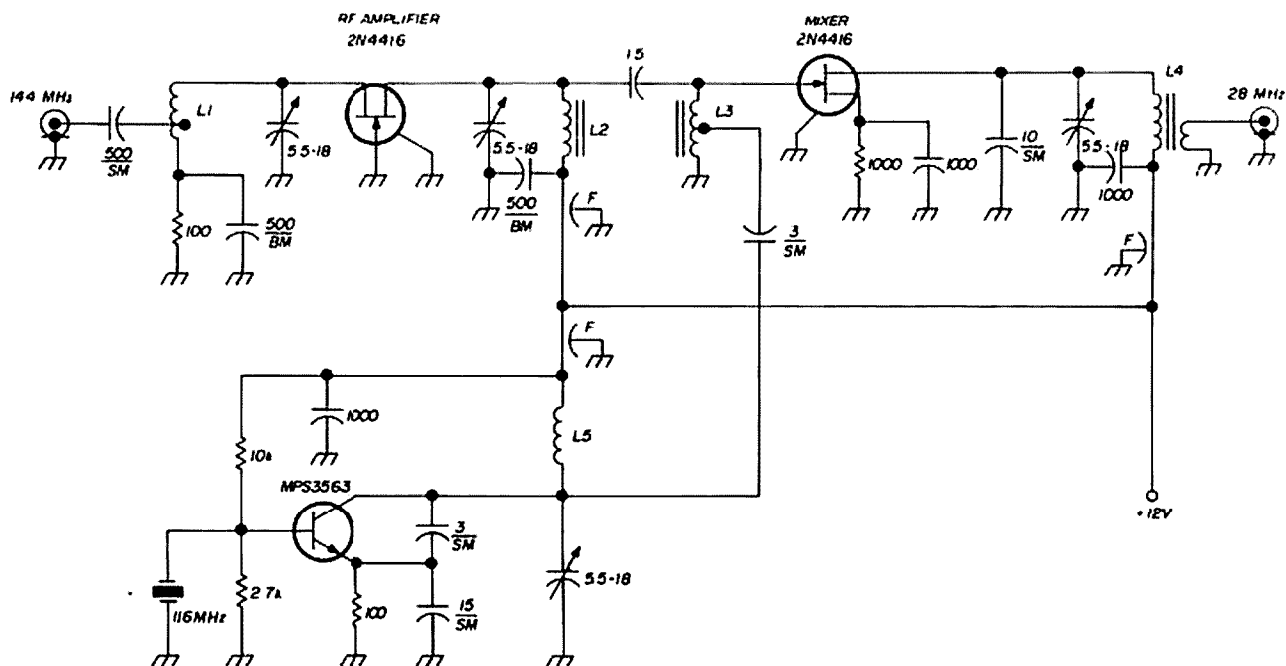 RF AMPLIFIER
2N4416
MIXER
2N4416
144 MHz
500
SM
L1
100
500
BM
5.5-18
5.5-18
500
BM
L2
F
1.5
L3
3
SM
1000
1000
10
SM
5.5-18
1000
L4
28 MHz
F
F
1000
L5
10k
MPS3563
116MHz
2.7k
100
3
SM
15
SM
5.5-18
+12V